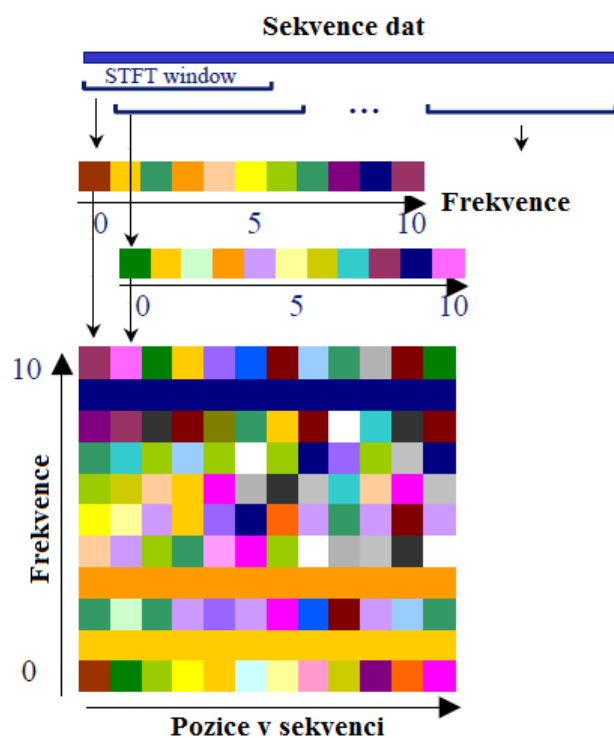 Sekvence dat
STFT window
...
0 5 10 Frekvence
0 5 10
10
Frekvence
0
Pozice v sekvenci